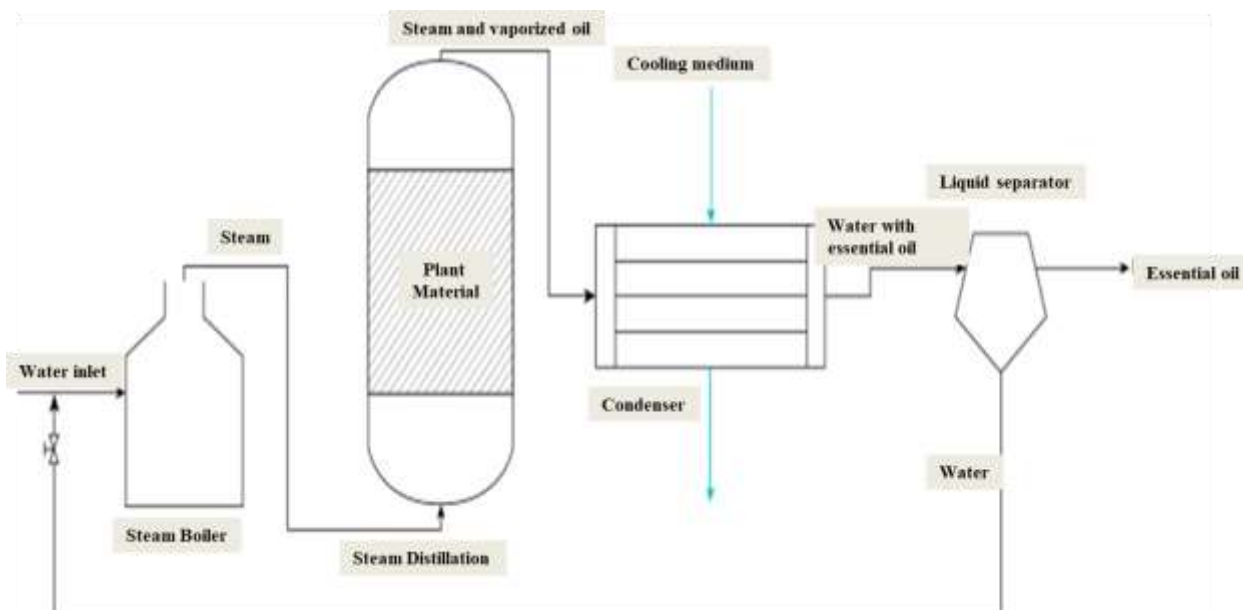 Steam and vaporized oil
Cooling medium
Liquid separator
Steam
Water with
essential oil
Plant
Material
Essential oil
Water inlet
Condenser
Water
Steam Boiler
Steam Distillation